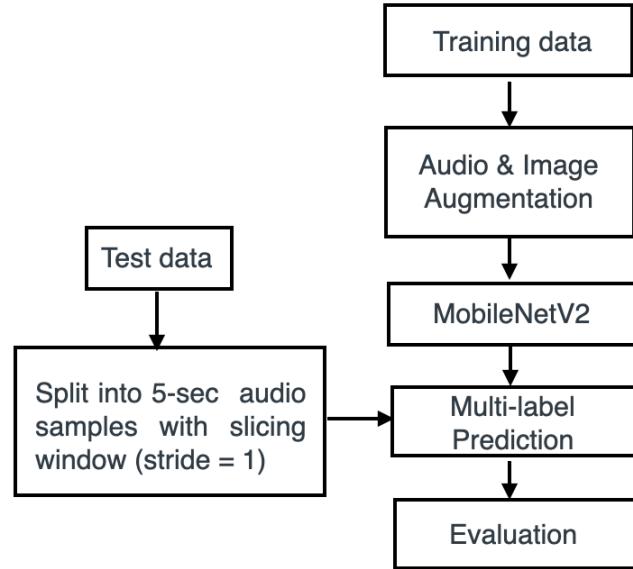 Training data
Audio & Image
Augmentation
Test data
MobileNetV2
Split into 5-sec audio
samples with slicing
window (stride = 1)
Multi-label
Prediction
Evaluation